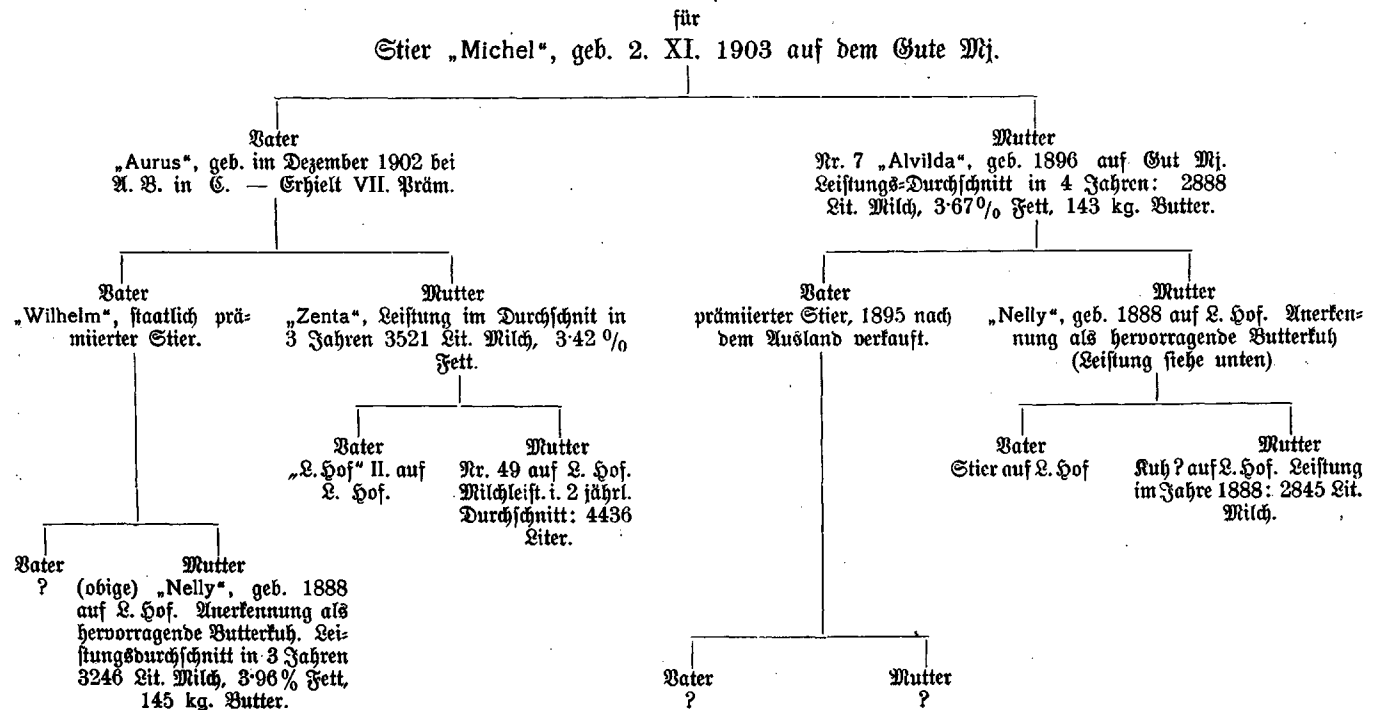 für
Stier „Michel“, geb. 2. XI. 1903 auf dem Gute Mj.
Vater
„Aurus“, geb. im Dezember 1902 bei
A. B. in C. — Erhielt VII. Präm.
Mutter
Nr. 7 „Alvilda“, geb. 1896 auf Gut Mj.
Leistungs-Durchschnitt in 4 Jahren: 2888
Lit. Milch, 3·67% Fett, 143 kg. Butter.
Vater
„Wilhelm“, staatlich prä-
miierter Stier.
Mutter
„Zenta“, Leistung im Durchschnit in
3 Jahren 3521 Lit. Milch, 3·42 %
Fett.
Vater
prämiierter Stier, 1895 nach
dem Ausland verkauft.
Mutter
„Nelly“, geb. 1888 auf L. Hof. Anerken-
nung als hervorragende Butterkuh
(Leistung siehe unten)
Vater
„L. Hof“ II. auf
L. Hof.
Mutter
Nr. 49 auf L. Hof.
Milchleist. i. 2 jährl.
Durchschnitt: 4436
Liter.
Vater
Stier auf L. Hof
Mutter
Kuh ? auf L. Hof. Leistung
im Jahre 1888: 2845 Lit.
Milch.
Vater
?
Mutter
(obige) „Nelly“, geb. 1888
auf L. Hof. Anerkennung als
hervorragende Butterkuh. Lei-
stungsdurchschnitt in 3 Jahren
3246 Lit. Milch, 3·96% Fett,
145 kg. Butter.
Vater
?
Mutter
?